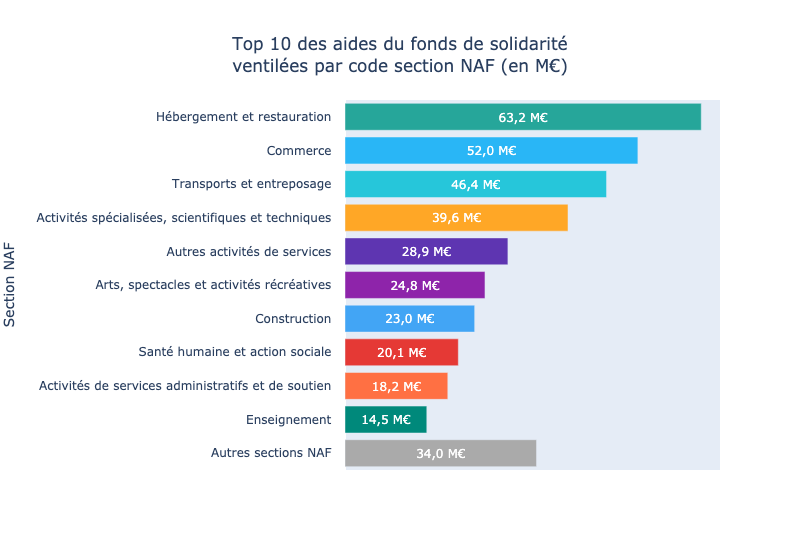 Top 10 des aides du fonds de solidarité
ventilées par code section NAF (en M€)
Section NAF
Hébergement et restauration 63,2 M€
Commerce 52,0 M€
Transports et entreposage 46,4 M€
Activités spécialisées, scientifiques et techniques 39,6 M€
Autres activités de services 28,9 M€
Arts, spectacles et activités récréatives 24,8 M€
Construction 23,0 M€
Santé humaine et action sociale 20,1 M€
Activités de services administratifs et de soutien 18,2 M€
Enseignement 14,5 M€
Autres sections NAF 34,0 M€